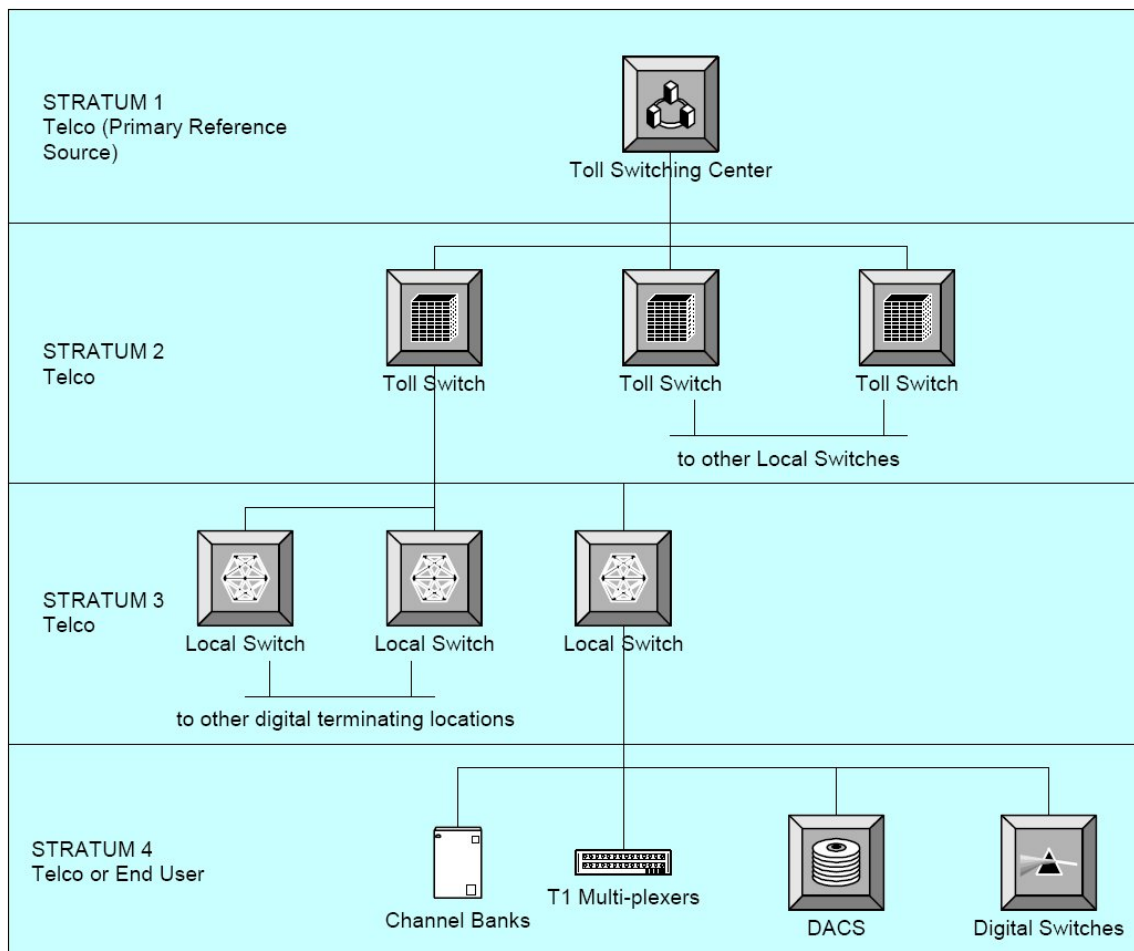 STRATUM 1
Telco (Primary Reference
Source)
Toll Switching Center
STRATUM 2
Telco
Toll Switch
Toll Switch
Toll Switch
to other Local Switches
STRATUM 3
Telco
Local Switch
Local Switch
Local Switch
to other digital terminating locations
STRATUM 4
Telco or End User
Channel Banks
T1 Multi-plexers
DACS
Digital Switches